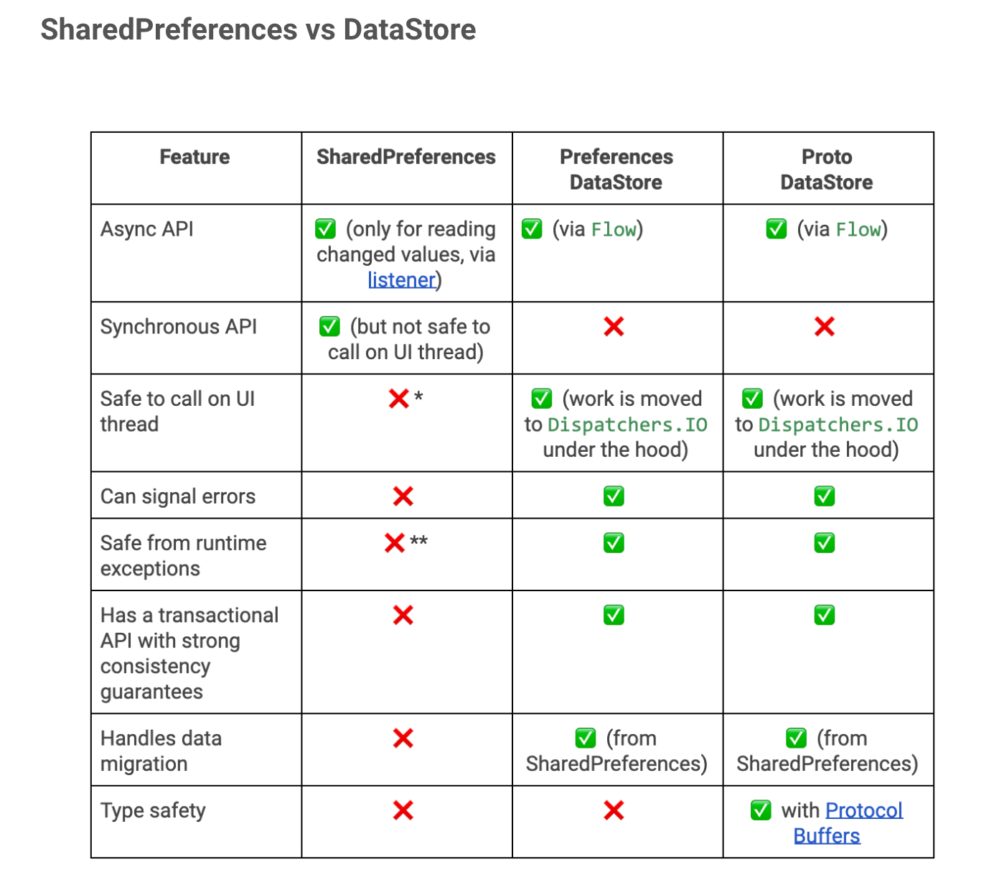 SharedPreferences vs DataStore
Feature
SharedPreferences
Preferences
DataStore
Proto
DataStore
Async API
✅ (only for reading
changed values, via
listener)
✅ (via Flow)
✅ (via Flow)
Synchronous API
✅ (but not safe to
call on UI thread)
❌
❌
Safe to call on UI
thread
❌*
✅ (work is moved
to Dispatchers.IO
under the hood)
✅ (work is moved
to Dispatchers.IO
under the hood)
Can signal errors
❌
✅
✅
Safe from runtime
exceptions
❌**
✅
✅
Has a transactional
API with strong
consistency
guarantees
❌
✅
✅
Handles data
migration
❌
✅ (from
SharedPreferences)
✅ (from
SharedPreferences)
Type safety
❌
❌
✅ with Protocol
Buffers